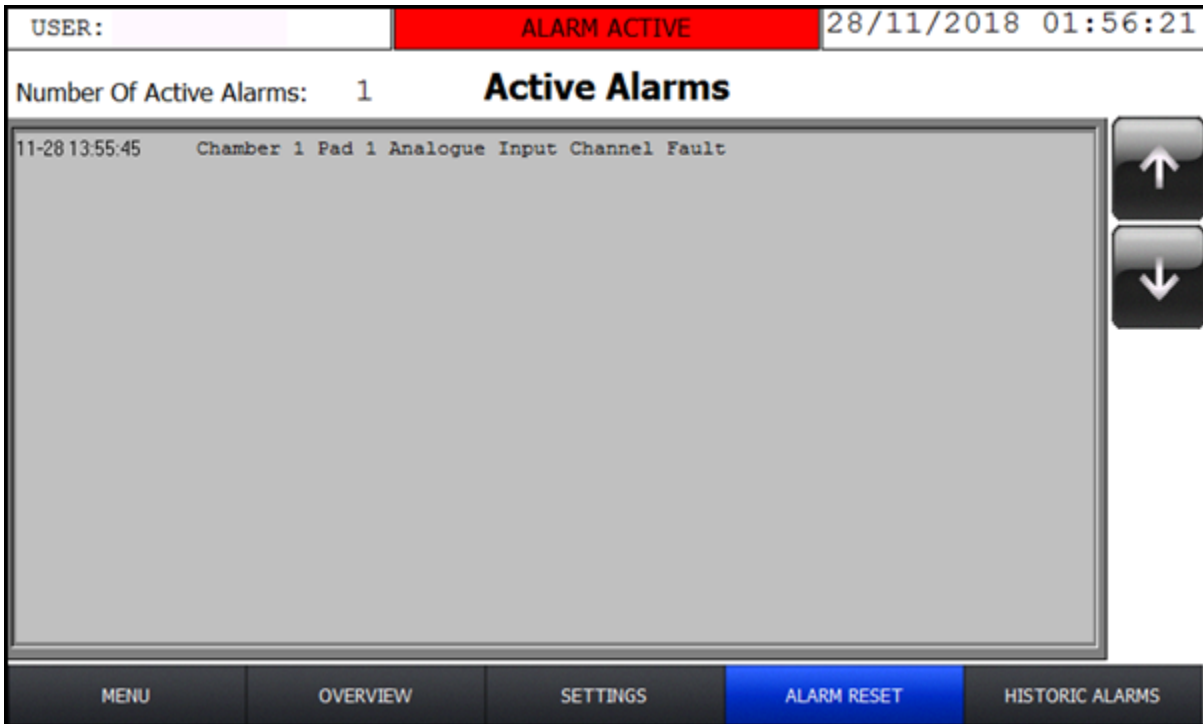 USER: ALARM ACTIVE 28/11/2018 01:56:21
Number Of Active Alarms: 1 Active Alarms
11-28 13:55:45 Chamber 1 Pad 1 Analogue Input Channel Fault
MENU OVERVIEW SETTINGS ALARM RESET HISTORIC ALARMS